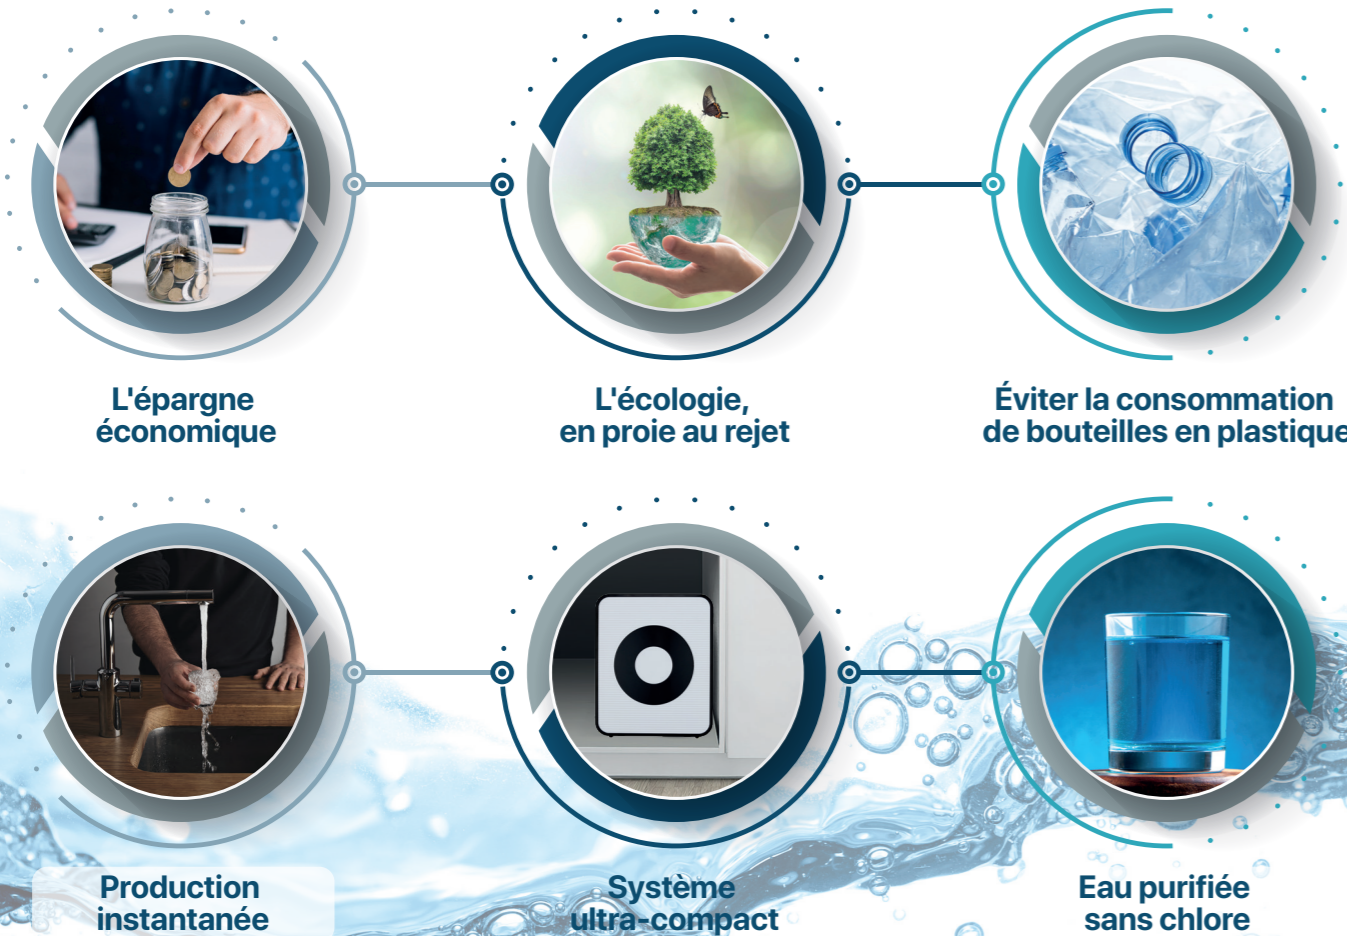 L'épargne
économique
L'écologie,
en proie au rejet
Éviter la consommation
de bouteilles en plastique
Production
instantanée
Système
ultra-compact
Eau purifiée
sans chlore